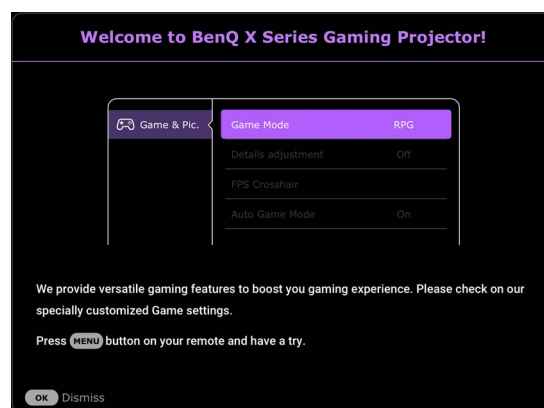 Welcome to BenQ X Series Gaming Projector!
Game & Pic.
Game Mode RPG
Details adjustment Off
FPS Crosshair
Auto Game Mode On
We provide versatile gaming features to boost you gaming experience. Please check on our
specially customized Game settings.
Press MENU button on your remote and have a try.
OK Dismiss